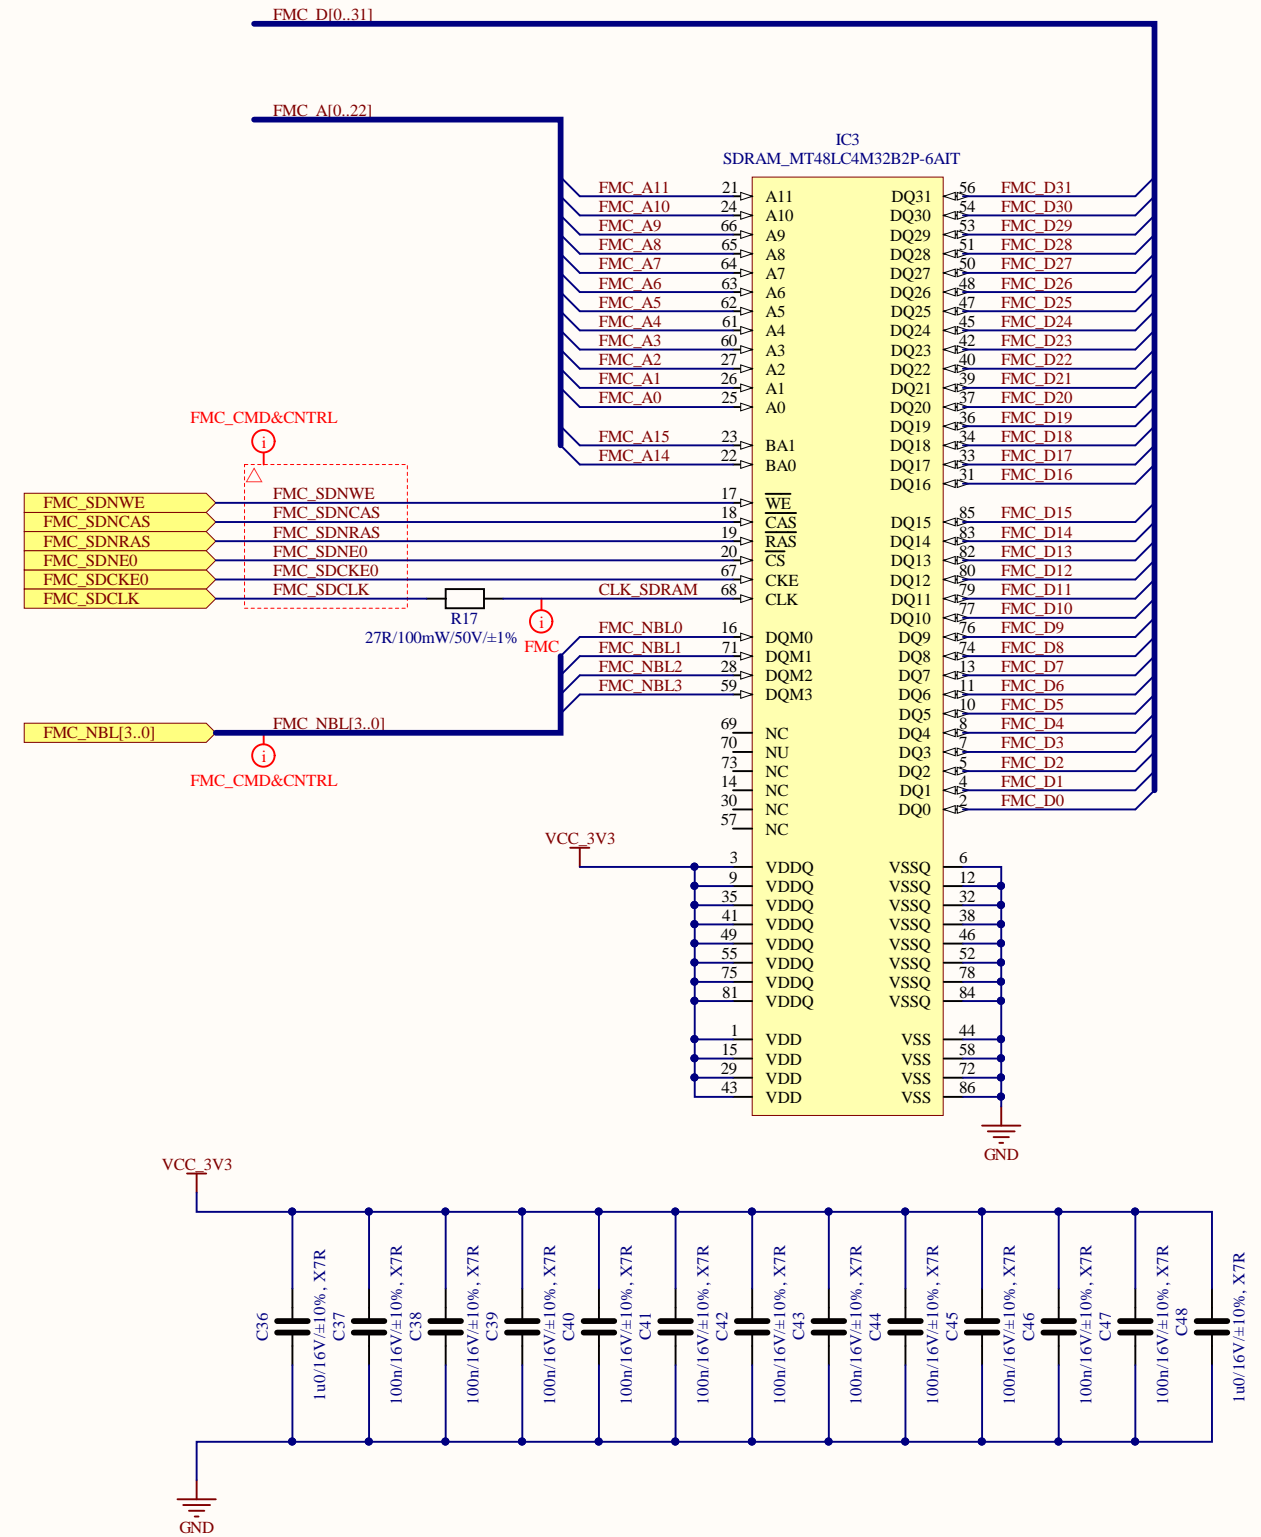 FMC_D[0..31]
FMC_A[0..22]
IC3
SDRAM_MT48LC4M32B2P-6AIT
FMC_A11 21 A11 DQ31 56 FMC_D31
FMC_A10 24 A10 DQ30 54 FMC_D30
FMC_A9 66 A9 DQ29 53 FMC_D29
FMC_A8 65 A8 DQ28 51 FMC_D28
FMC_A7 64 A7 DQ27 50 FMC_D27
FMC_A6 63 A6 DQ26 48 FMC_D26
FMC_A5 62 A5 DQ25 47 FMC_D25
FMC_A4 61 A4 DQ24 45 FMC_D24
FMC_A3 60 A3 DQ23 42 FMC_D23
FMC_A2 27 A2 DQ22 40 FMC_D22
FMC_A1 26 A1 DQ21 39 FMC_D21
FMC_A0 25 A0 DQ20 37 FMC_D20
FMC_CMD&CNTRL DQ19 36 FMC_D19
i FMC_A15 23 BA1 DQ18 34 FMC_D18
FMC_A14 22 BA0 DQ17 33 FMC_D17
DQ16 31 FMC_D16
FMC_SDNWE FMC_SDNWE 17 WE
FMC_SDNCAS FMC_SDNCAS 18 CAS DQ15 85 FMC_D15
FMC_SDNRAS FMC_SDNRAS 19 RAS DQ14 83 FMC_D14
FMC_SDNE0 FMC_SDNE0 20 CS DQ13 82 FMC_D13
FMC_SDCKE0 FMC_SDCKE0 67 CKE DQ12 80 FMC_D12
FMC_SDCLK FMC_SDCLK CLK_SDRAM 68 CLK DQ11 79 FMC_D11
R17 i DQ10 77 FMC_D10
27R/100mW/50V/±1% FMC FMC_NBL0 16 DQM0 DQ9 76 FMC_D9
FMC_NBL1 71 DQM1 DQ8 74 FMC_D8
FMC_NBL2 28 DQM2 DQ7 13 FMC_D7
FMC_NBL3 59 DQM3 DQ6 11 FMC_D6
DQ5 10 FMC_D5
FMC_NBL[3..0] FMC_NBL[3..0] 69 NC DQ4 8 FMC_D4
i 70 NU DQ3 7 FMC_D3
FMC_CMD&CNTRL 73 NC DQ2 5 FMC_D2
14 NC DQ1 4 FMC_D1
30 NC DQ0 2 FMC_D0
57 NC
VCC_3V3
3 VDDQ VSSQ 6
9 VDDQ VSSQ 12
35 VDDQ VSSQ 32
41 VDDQ VSSQ 38
49 VDDQ VSSQ 46
55 VDDQ VSSQ 52
75 VDDQ VSSQ 78
81 VDDQ VSSQ 84
1 VDD VSS 44
15 VDD VSS 58
29 VDD VSS 72
43 VDD VSS 86
GND
VCC_3V3
C36
1u0/16V/±10%, X7R
C37
100n/16V/±10%, X7R
C38
100n/16V/±10%, X7R
C39
100n/16V/±10%, X7R
C40
100n/16V/±10%, X7R
C41
100n/16V/±10%, X7R
C42
100n/16V/±10%, X7R
C43
100n/16V/±10%, X7R
C44
100n/16V/±10%, X7R
C45
100n/16V/±10%, X7R
C46
100n/16V/±10%, X7R
C47
100n/16V/±10%, X7R
C48
1u0/16V/±10%, X7R
GND